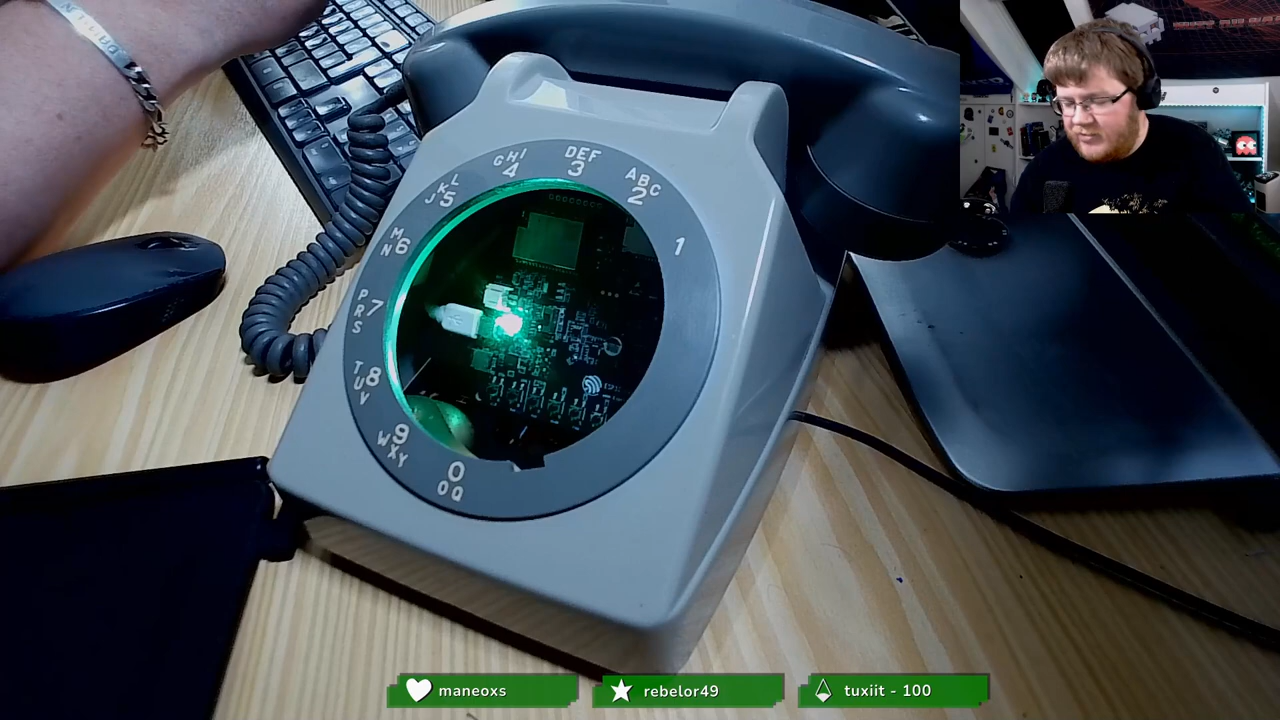 GHI
4
DEF
3
ABC
2
JKL
5
1
MN
6
PRS
7
TUV
8
WXY
9
0
OQ
maneoxs
rebelor49
tuxiit - 100